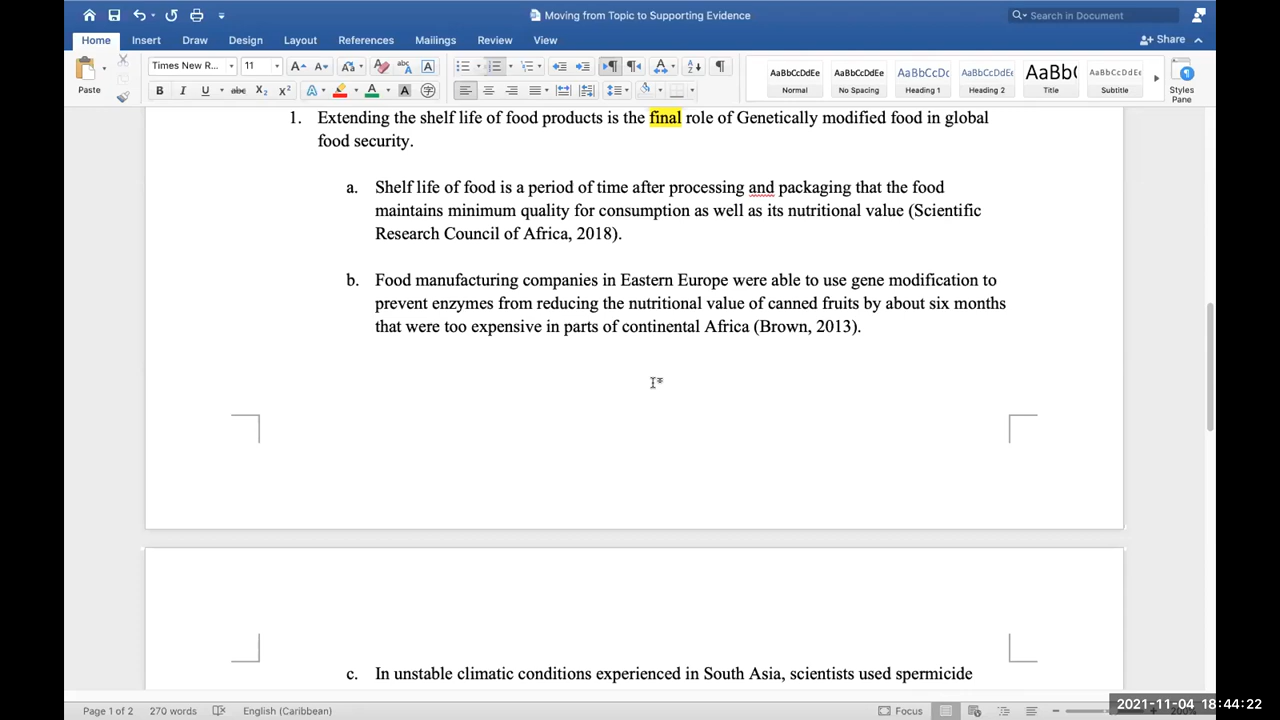 Moving from Topic to Supporting Evidence
Search in Document
Home Insert Draw Design Layout References Mailings Review View
Share
Paste
Times New R... 11
AaBbCcDdEe AaBbCcDdEe AaBbCcDc AaBbCcDdEe AaBb( AaBbCcDdEe
Normal No Spacing Heading 1 Heading 2 Title Subtitle
Styles
Pane
1. Extending the shelf life of food products is the final role of Genetically modified food in global
food security.
a. Shelf life of food is a period of time after processing and packaging that the food
maintains minimum quality for consumption as well as its nutritional value (Scientific
Research Council of Africa, 2018).
b. Food manufacturing companies in Eastern Europe were able to use gene modification to
prevent enzymes from reducing the nutritional value of canned fruits by about six months
that were too expensive in parts of continental Africa (Brown, 2013).
c. In unstable climatic conditions experienced in South Asia, scientists used spermicide
Page 1 of 2 270 words English (Caribbean)
Focus
2021-11-04 18:44:22